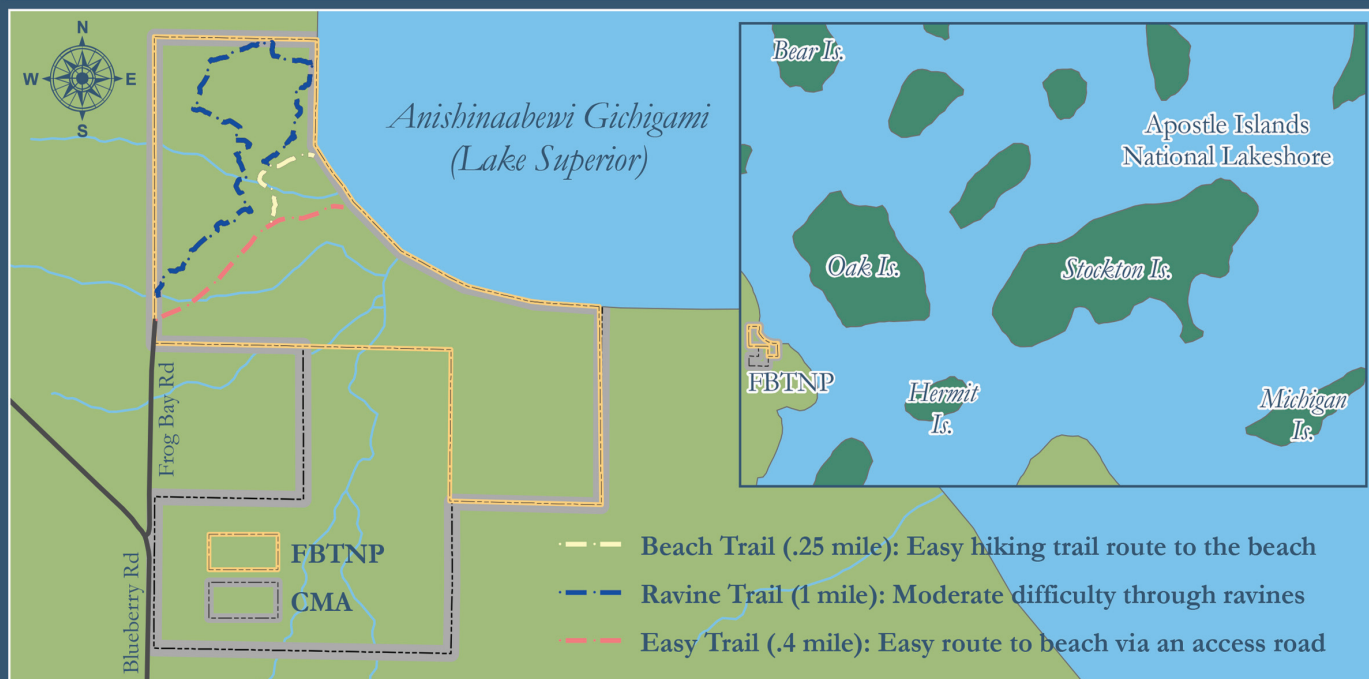 N
W E
S
Anishinaabewi Gichigami
(Lake Superior)
Bear Is.
Apostle Islands
National Lakeshore
Oak Is.
Stockton Is.
FBTNP
Hermit
Is.
Michigan
Is.
Frog Bay Rd
Blueberry Rd
FBTNP
CMA
Beach Trail (.25 mile): Easy hiking trail route to the beach
Ravine Trail (1 mile): Moderate difficulty through ravines
Easy Trail (.4 mile): Easy route to beach via an access road